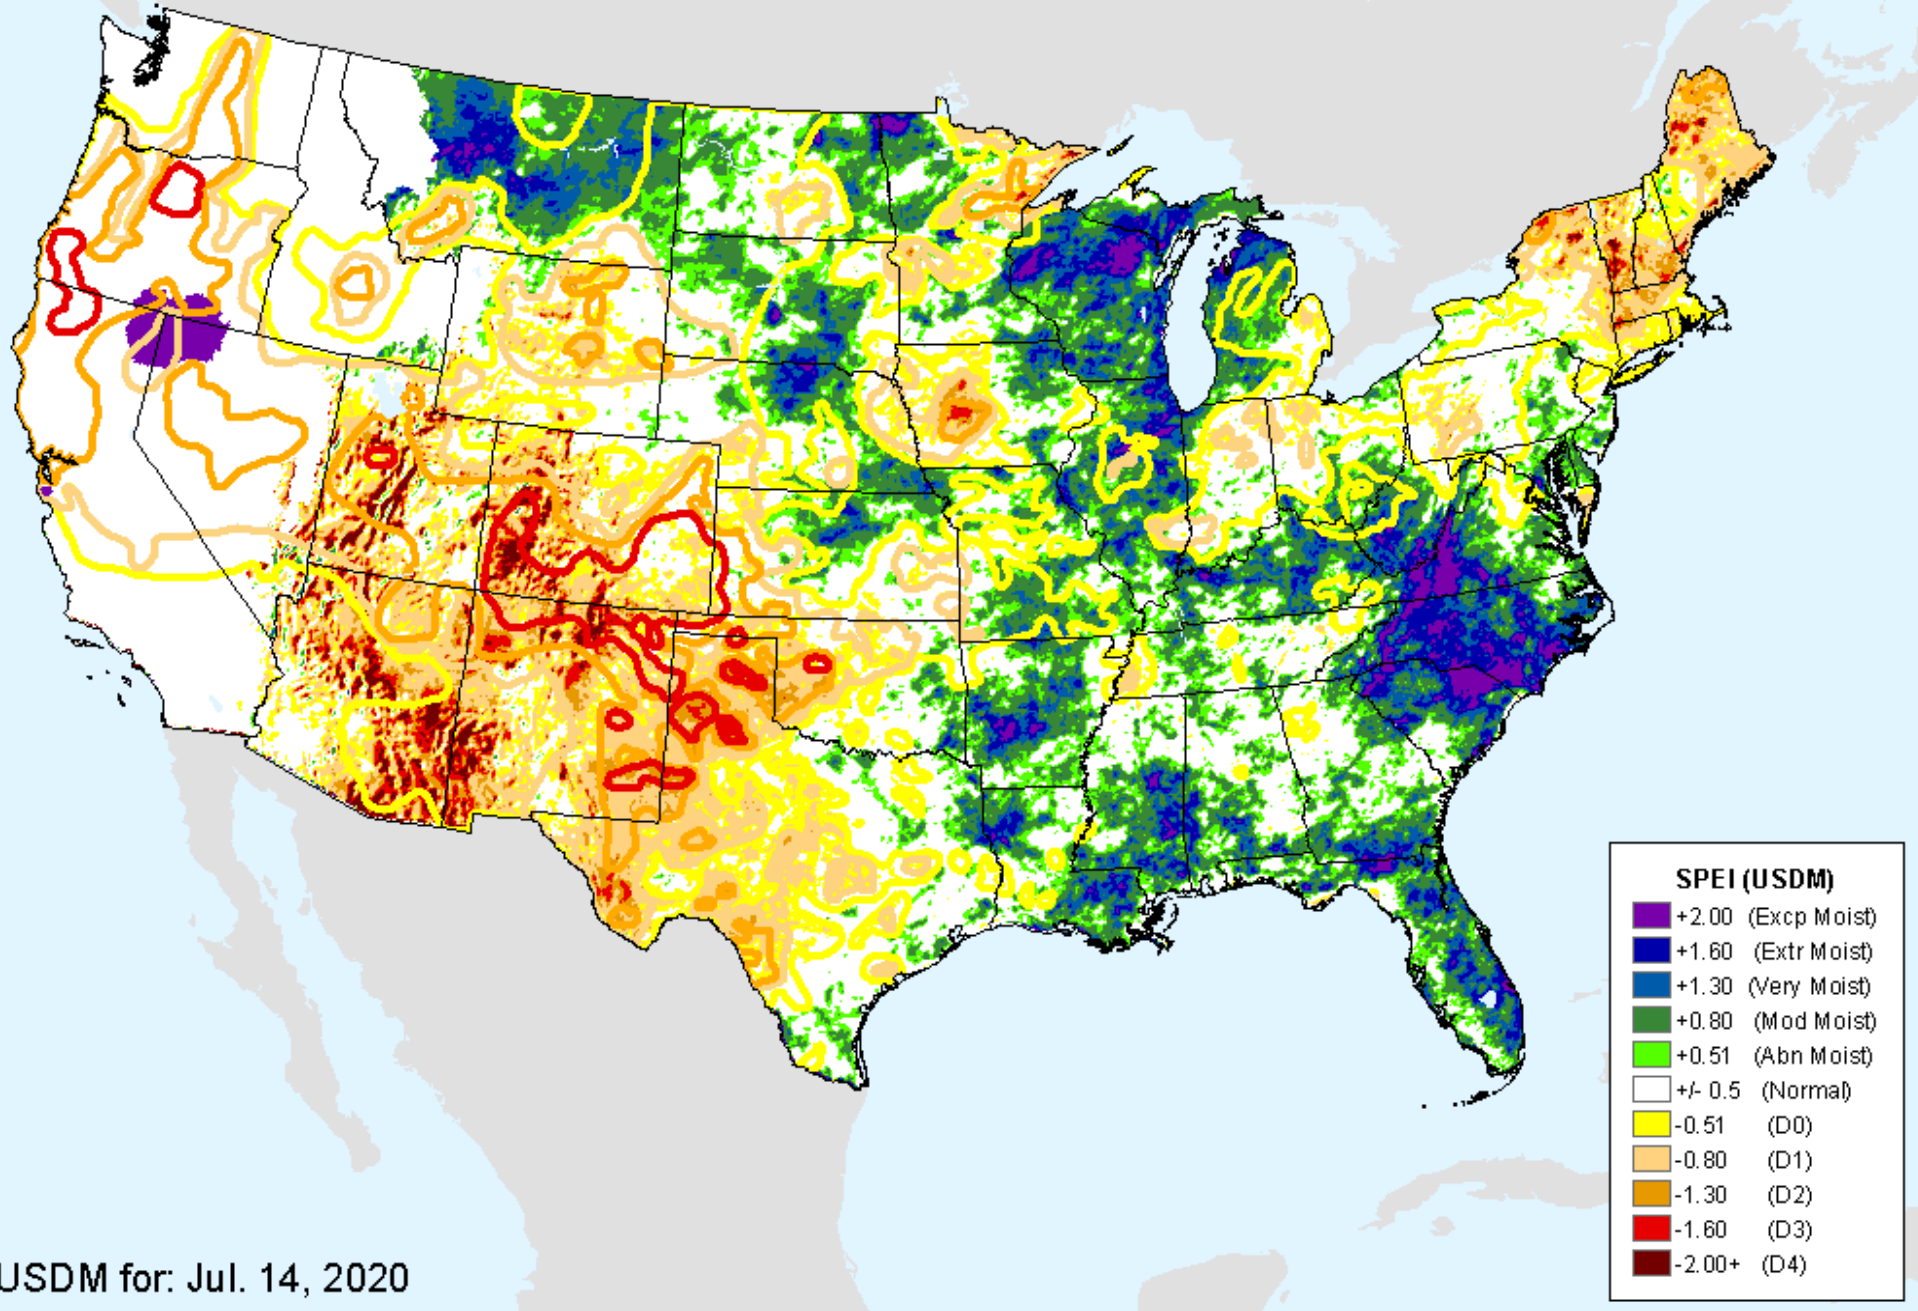 SPEI (USDM)
+2.00 (Excp Moist)
+1.60 (Extr Moist)
+1.30 (Very Moist)
+0.80 (Mod Moist)
+0.51 (Abn Moist)
+/- 0.5 (Normal)
-0.51 (D0)
-0.80 (D1)
-1.30 (D2)
-1.60 (D3)
-2.00+ (D4)
USDM for: Jul. 14, 2020